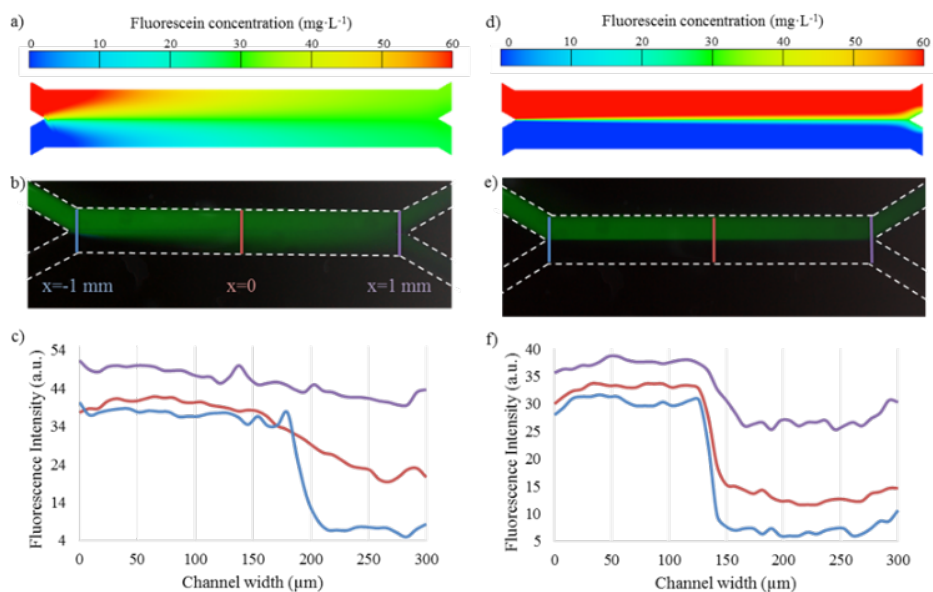 a)
Fluorescein concentration (mg·L⁻¹)
0 10 20 30 40 50 60
b)
x=-1 mm x=0 x=1 mm
c)
Fluorescence Intensity (a.u.)
54
44
34
24
14
4
0 50 100 150 200 250 300
Channel width (µm)
d)
Fluorescein concentration (mg·L⁻¹)
0 10 20 30 40 50 60
e)
f)
Fluorescence Intensity (a.u.)
40
35
30
25
20
15
10
5
0 50 100 150 200 250 300
Channel width (µm)